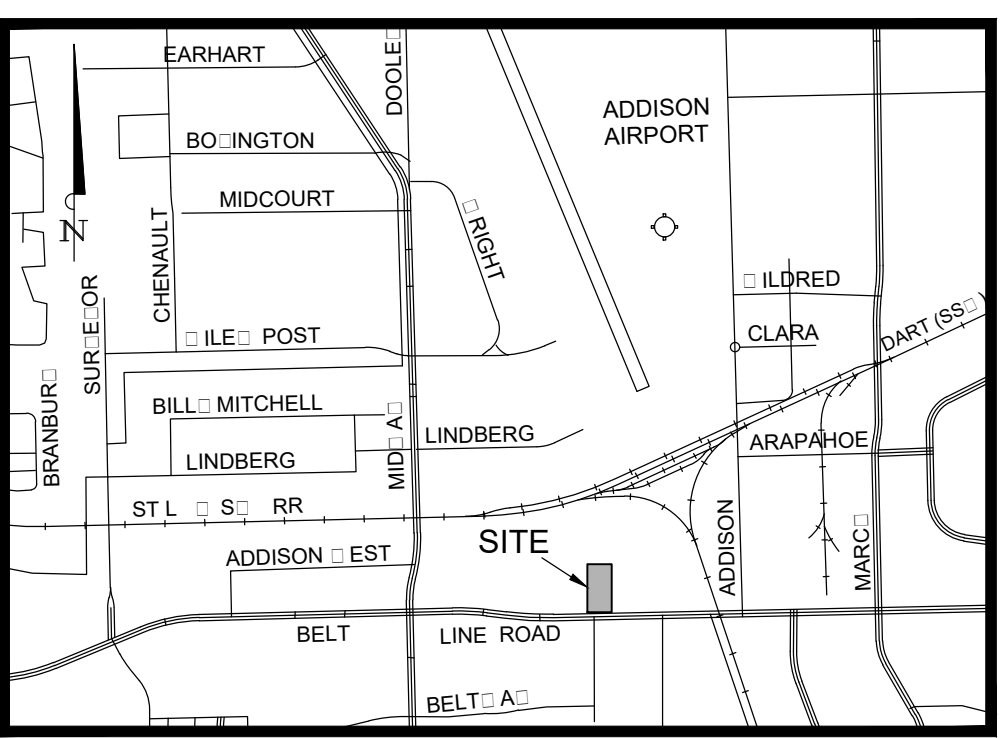 EARHART
DOOLE□
ADDISON
AIRPORT
BO□INGTON
MIDCOURT
□ RIGHT
N
CHENAULT
SUR□E□OR
□ ILDRED
□ ILE□ POST
CLARA
DART (SS□ )
BRANBUR□
BILL□ MITCHELL
MID□ A□
LINDBERG
ARAPAHOE
LINDBERG
ST L □ S□ RR
SITE
ADDISON
MARC□
ADDISON □ EST
BELT LINE ROAD
BELT□ A□